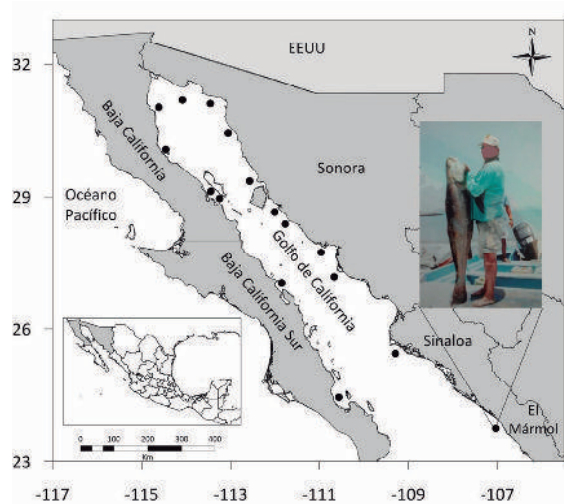 EEUU
N
32
Baja California
Sonora
29
Océano
Pacífico
Golfo de California
26
Baja California Sur
Sinaloa
El
Mármol
0 100 200 300 400
Km
23
-117 -115 -113 -111 -109 -107